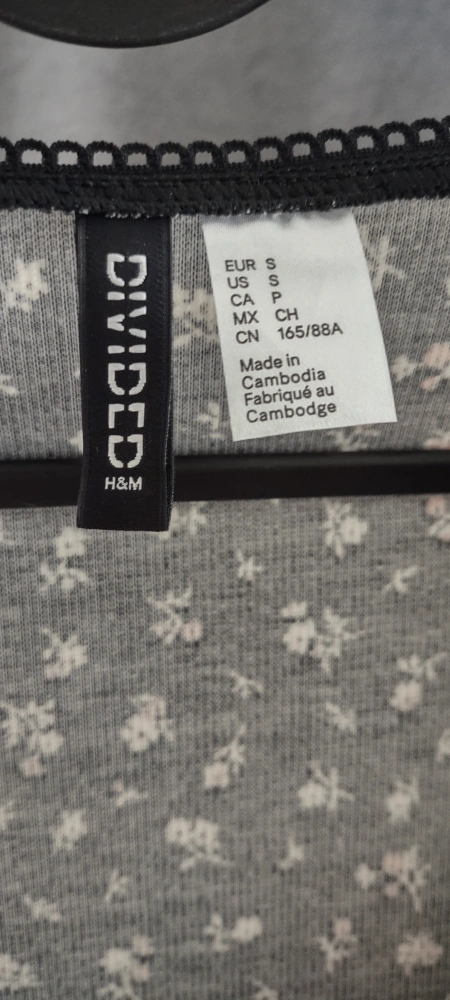 DIVIDED
H&M
EUR S
US S
CA P
MX CH
CN 165/88A
Made in
Cambodia
Fabriqué au
Cambodge